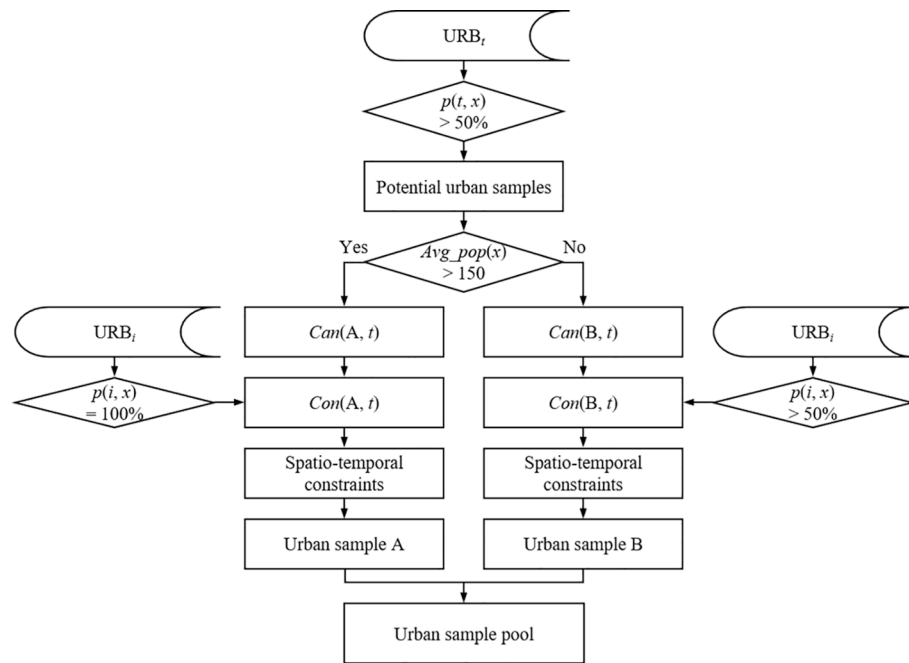 URBₜ
p(t, x)
> 50%
Potential urban samples
Yes
Avg_pop(x)
> 150
No
URBᵢ
Can(A, t)
Can(B, t)
URBᵢ
p(i, x)
= 100%
Con(A, t)
Con(B, t)
p(i, x)
> 50%
Spatio-temporal
constraints
Spatio-temporal
constraints
Urban sample A
Urban sample B
Urban sample pool